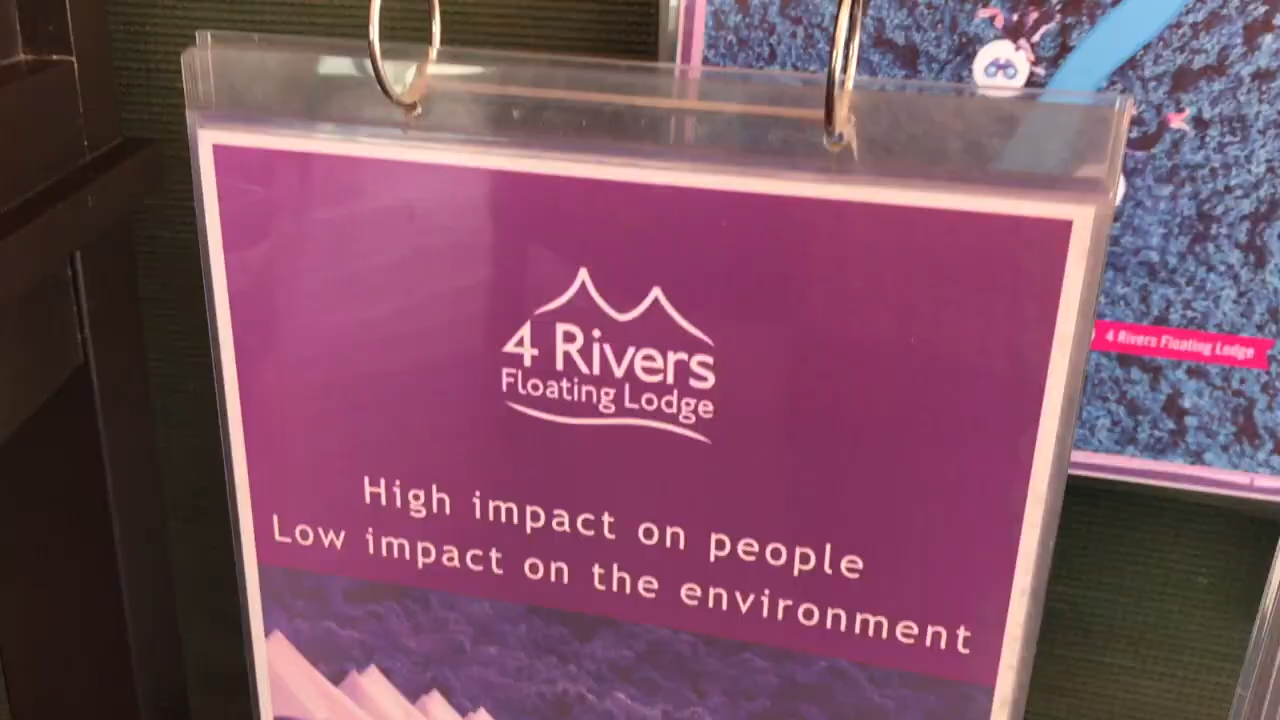 4 Rivers
Floating Lodge
High impact on people
Low impact on the environment
4 Rivers Floating Lodge